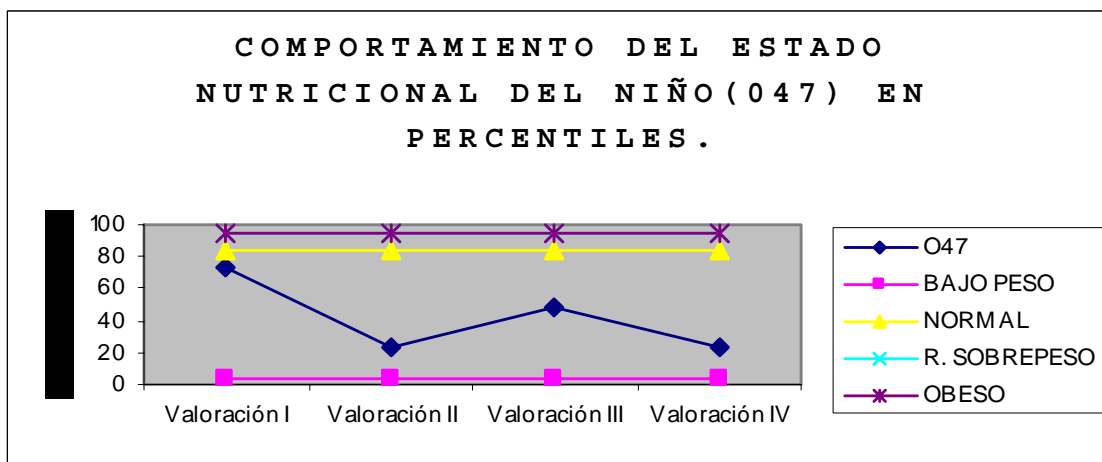 COMPORTAMIENTO DEL ESTADO
NUTRICIONAL DEL NIÑO(047) EN
PERCENTILES.
100
80
60
40
20
0
Valoración I Valoración II Valoración III Valoración IV
O47
BAJO PESO
NORMAL
R. SOBREPESO
OBESO